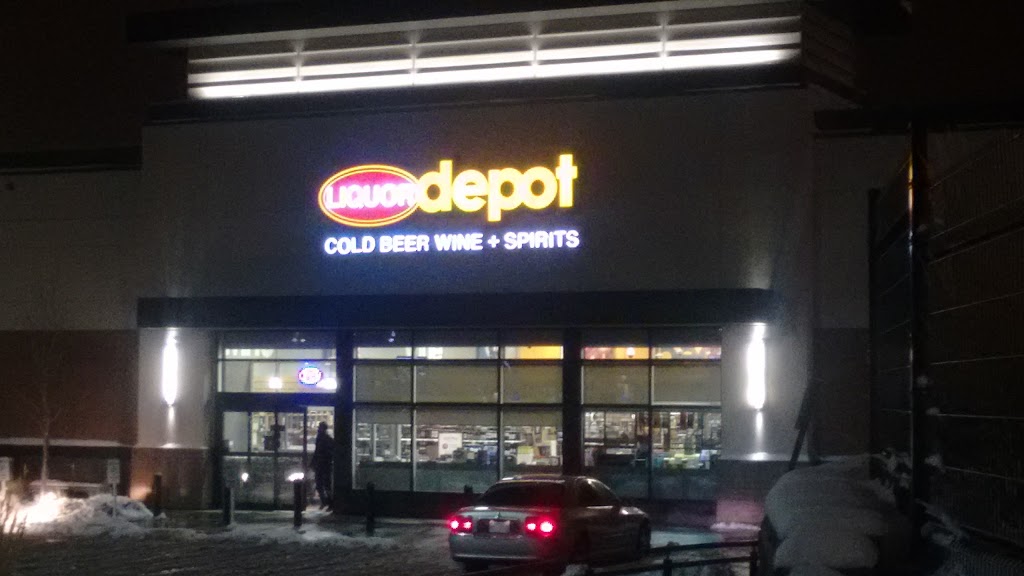 LIQUOR depot
COLD BEER WINE + SPIRITS